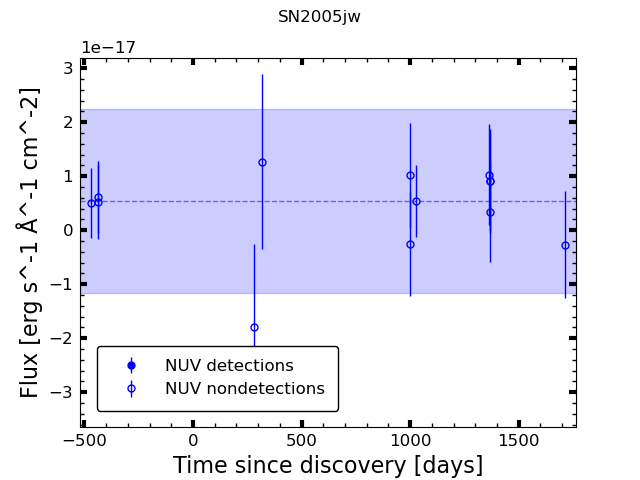 SN2005jw
1e−17
3
2
1
0
−1
−2
−3
Flux [erg s^-1 Å^-1 cm^-2]
NUV detections
NUV nondetections
−500 0 500 1000 1500
Time since discovery [days]